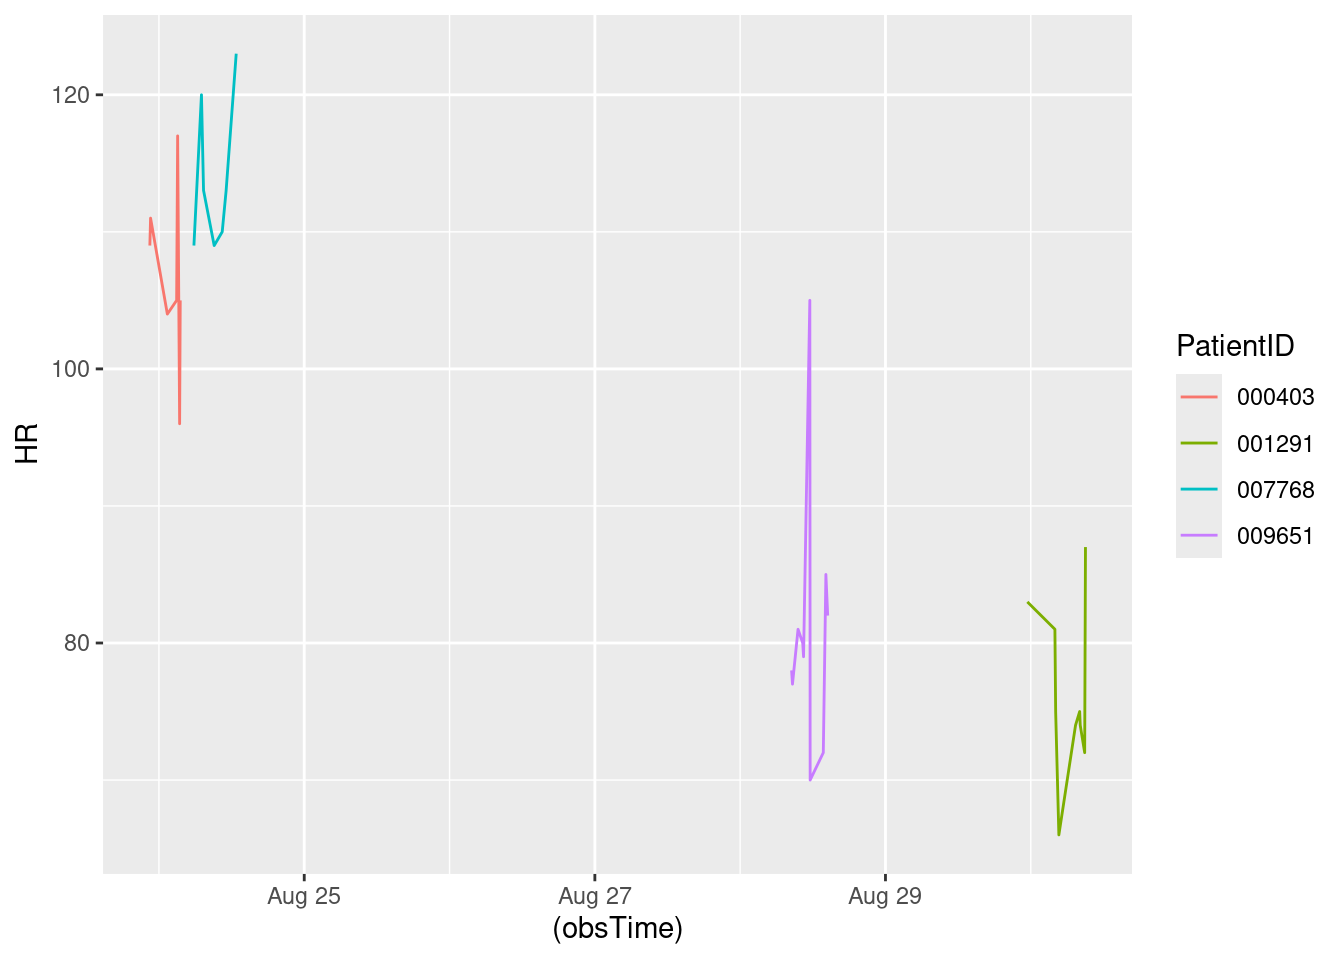 120
100
80
HR
Aug 25
Aug 27
Aug 29
(obsTime)
PatientID
000403
001291
007768
009651